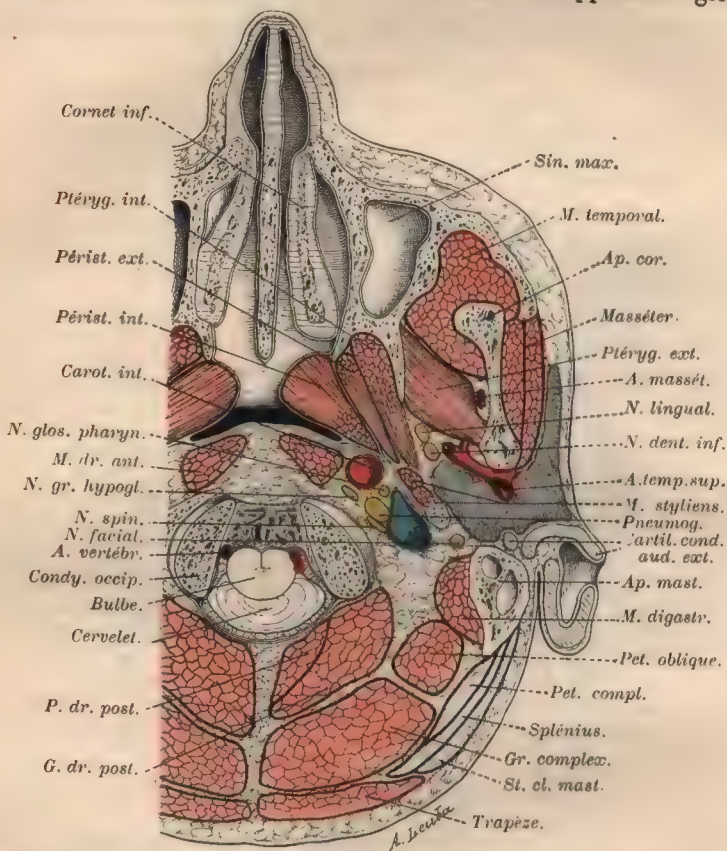 Cornet inf.
Ptéryg. int.
Périst. ext.
Périst. int.
Carot. int.
N. glos. pharyn.
M. dr. ant.
N. gr. hypogl.
N. spin.
N. facial.
A. vertébr.
Condy. occip.
Bulbe.
Cervelet.
P. dr. post.
G. dr. post.
Sin. max.
M. temporal.
Ap. cor.
Masséter.
Ptéryg. ext.
A. massét.
N. lingual.
N. dent. inf.
A. temp. sup.
M. styliens.
Pneumog.
Cartil. cond.
aud. ext.
Ap. mast.
M. digastr.
Pet. oblique.
Pet. compl.
Splénius.
Gr. complex.
St. cl. mast.
Trapèze.